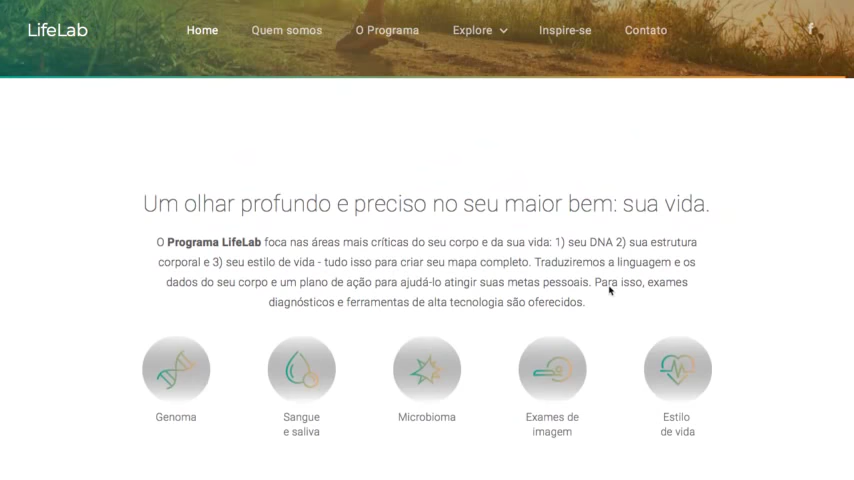 LifeLab
Home
Quem somos
O Programa
Explore
Inspire-se
Contato
f
Um olhar profundo e preciso no seu maior bem: sua vida.
O Programa LifeLab foca nas áreas mais críticas do seu corpo e da sua vida: 1) seu DNA 2) sua estrutura
corporal e 3) seu estilo de vida - tudo isso para criar seu mapa completo. Traduziremos a linguagem e os
dados do seu corpo e um plano de ação para ajudá-lo atingir suas metas pessoais. Para isso, exames
diagnósticos e ferramentas de alta tecnologia são oferecidos.
Genoma
Sangue
e saliva
Microbioma
Exames de
imagem
Estilo
de vida